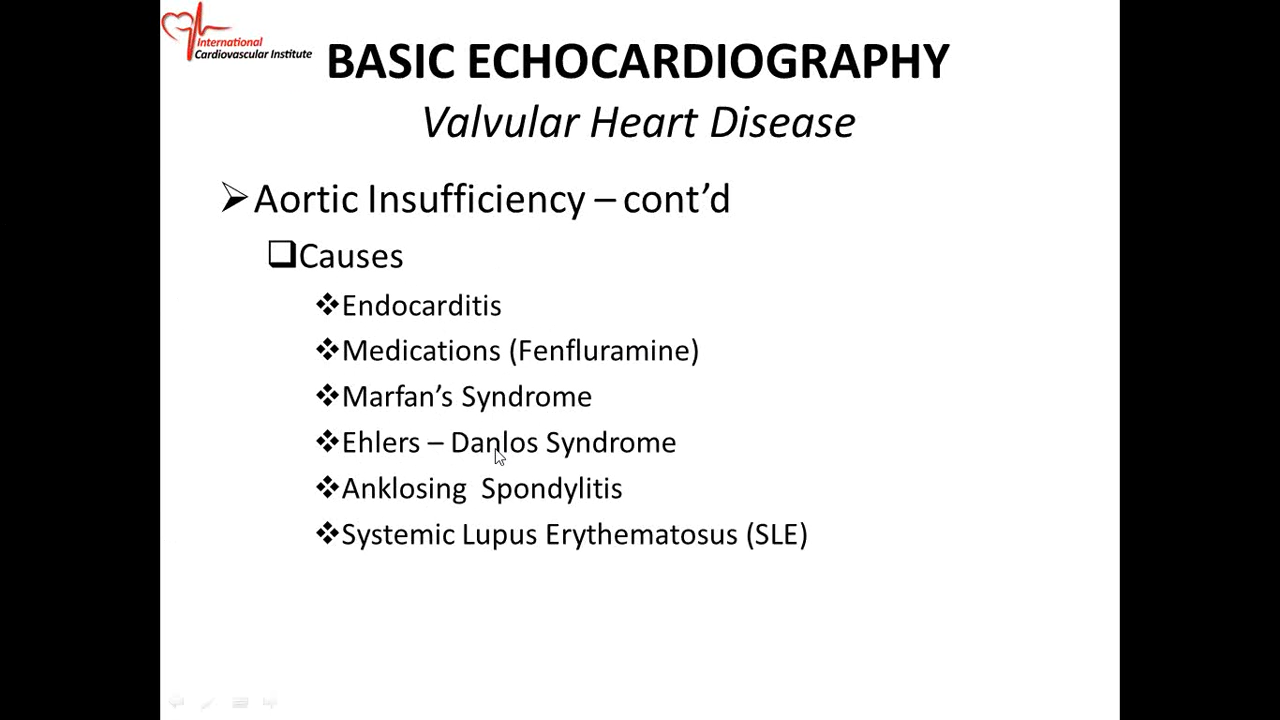 International
Cardiovascular Institute
BASIC ECHOCARDIOGRAPHY
Valvular Heart Disease
Aortic Insufficiency – cont’d
Causes
Endocarditis
Medications (Fenfluramine)
Marfan’s Syndrome
Ehlers – Danlos Syndrome
Anklosing Spondylitis
Systemic Lupus Erythematosus (SLE)